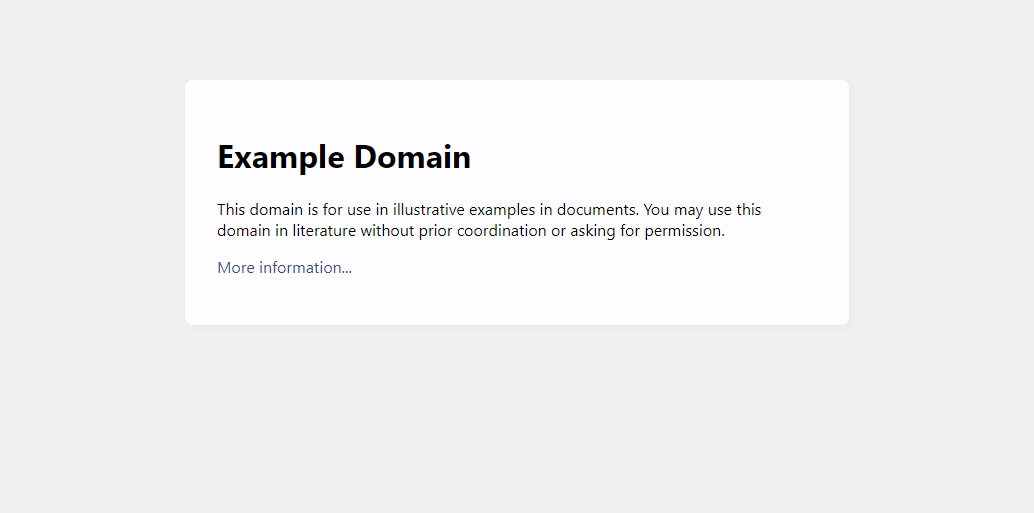 Example Domain
This domain is for use in illustrative examples in documents. You may use this
domain in literature without prior coordination or asking for permission.
More information...